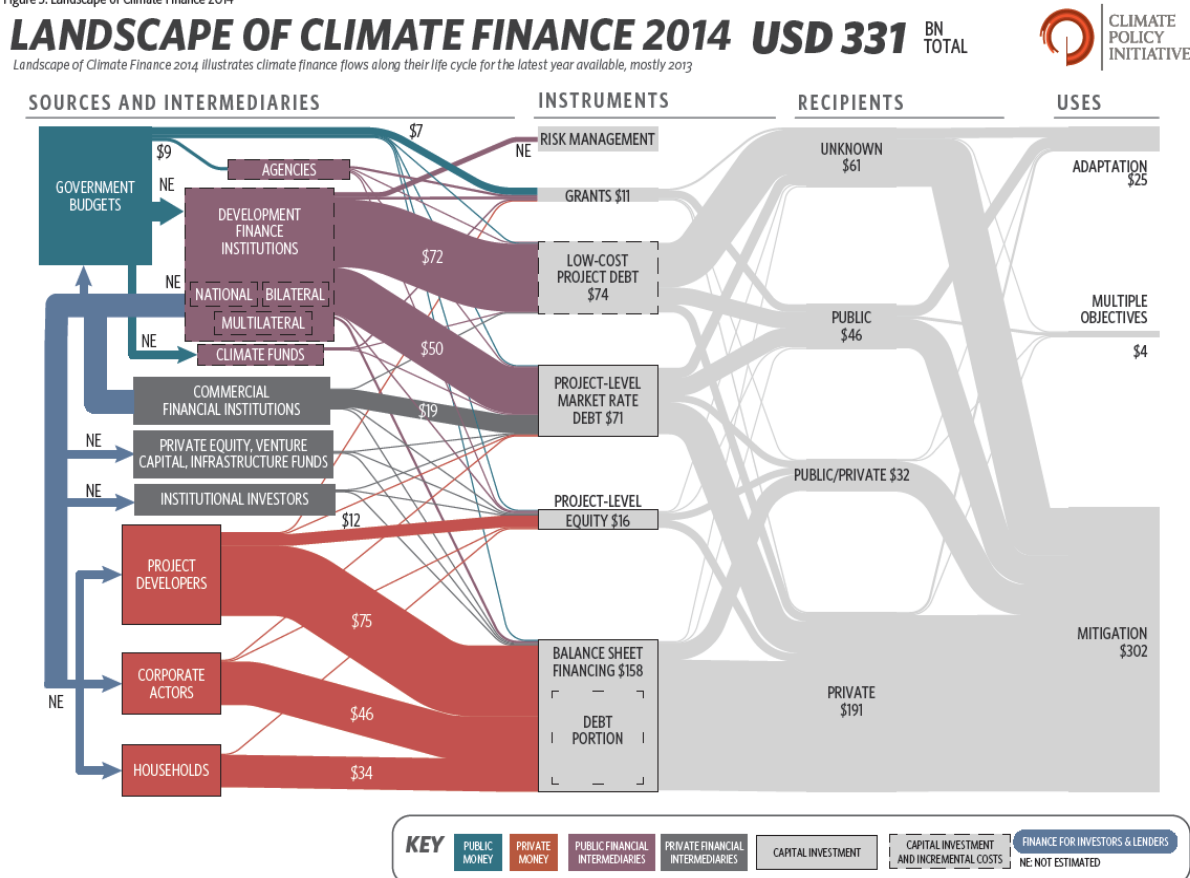 Figure 3: Landscape of Climate Finance 2014
LANDSCAPE OF CLIMATE FINANCE 2014 USD 331 BN TOTAL
Landscape of Climate Finance 2014 illustrates climate finance flows along their life cycle for the latest year available, mostly 2013
CLIMATE
POLICY
INITIATIVE
SOURCES AND INTERMEDIARIES
INSTRUMENTS
RECIPIENTS
USES
GOVERNMENT
BUDGETS
$9
NE
$7
AGENCIES
DEVELOPMENT
FINANCE
INSTITUTIONS
NE
NATIONAL
BILATERAL
MULTILATERAL
NE
CLIMATE FUNDS
COMMERCIAL
FINANCIAL INSTITUTIONS
NE
PRIVATE EQUITY, VENTURE
CAPITAL, INFRASTRUCTURE FUNDS
NE
INSTITUTIONAL INVESTORS
$12
PROJECT
DEVELOPERS
CORPORATE
ACTORS
NE
HOUSEHOLDS
$72
$50
$19
$75
$46
$34
NE
RISK MANAGEMENT
GRANTS $11
LOW-COST
PROJECT DEBT
$74
PROJECT-LEVEL
MARKET RATE
DEBT $71
PROJECT-LEVEL
EQUITY $16
BALANCE SHEET
FINANCING $158
DEBT
PORTION
UNKNOWN
$61
PUBLIC
$46
PUBLIC/PRIVATE $32
PRIVATE
$191
ADAPTATION
$25
MULTIPLE
OBJECTIVES
$4
MITIGATION
$302
KEY
PUBLIC
MONEY
PRIVATE
MONEY
PUBLIC FINANCIAL
INTERMEDIARIES
PRIVATE FINANCIAL
INTERMEDIARIES
CAPITAL INVESTMENT
CAPITAL INVESTMENT
AND INCREMENTAL COSTS
FINANCE FOR INVESTORS & LENDERS
NE: NOT ESTIMATED